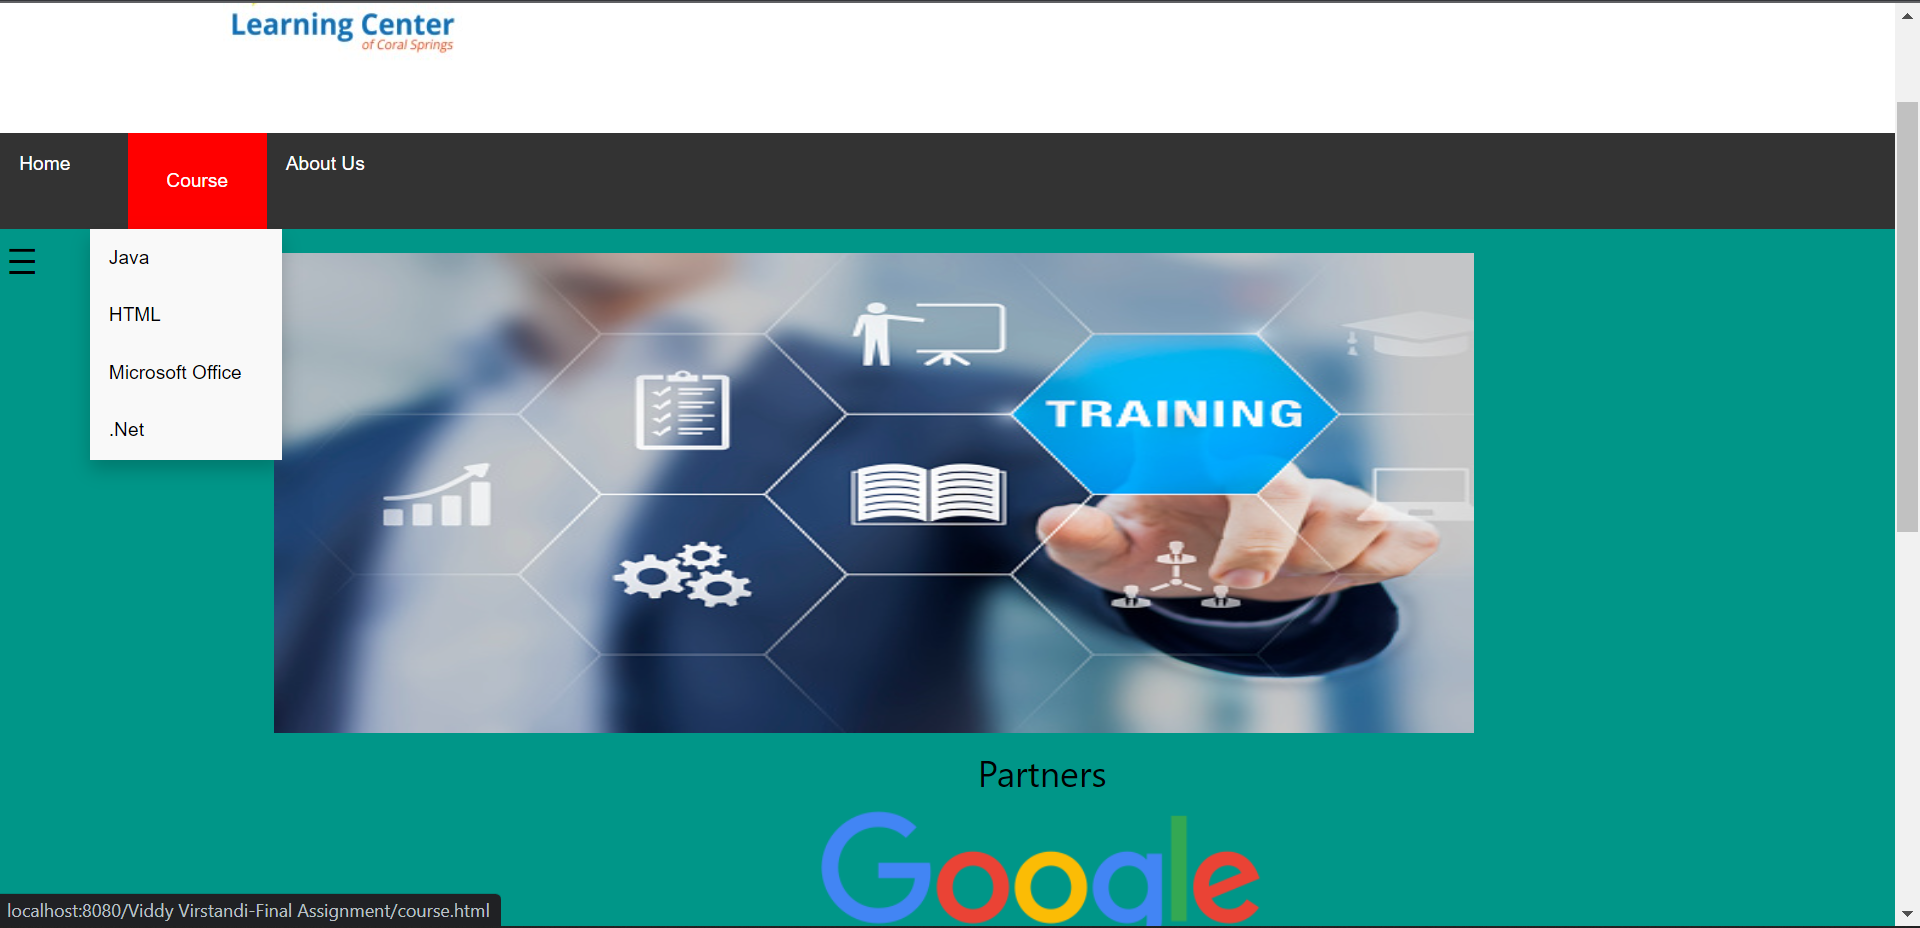 Learning Center
of Coral Springs
Home
Course
About Us
Java
HTML
Microsoft Office
.Net
TRAINING
Partners
Google
localhost:8080/Viddy Virstandi-Final Assignment/course.html